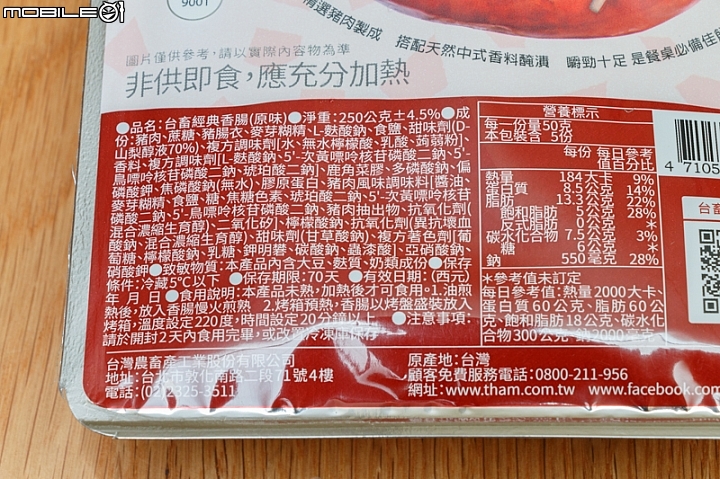 mobile01
9001
精選豬肉製成 搭配天然中式香料醃漬 嚼勁十足 是餐桌必備佳餚
圖片僅供參考，請以實際內容物為準
非供即食，應充分加熱
●品名：台畜經典香腸(原味)●淨重：250公克±4.5%●成
份：豬肉、蔗糖、豬腸衣、麥芽糊精、L-麩酸鈉、食鹽、甜味劑(D-
山梨醇液70%)、複方調味劑[水、無水檸檬酸、乳酸、蒟蒻粉]、
香料、複方調味劑[L-麩酸鈉、5'-次黃嘌呤核苷磷酸二鈉、5'-
鳥嘌呤核苷磷酸二鈉、琥珀酸二鈉]、鹿角菜膠、多磷酸鈉、偏
磷酸鉀、焦磷酸鈉(無水)、膠原蛋白、豬肉風味調味料[醬油、
麥芽糊精、食鹽、糖、焦糖色素、琥珀酸二鈉、5'-次黃嘌呤核苷
磷酸二鈉、5'-鳥嘌呤核苷磷酸二鈉、豬肉抽出物、抗氧化劑(
混合濃縮生育醇)、二氧化矽]、檸檬酸鈉、抗氧化劑(異抗壞血
酸鈉、混合濃縮生育醇)、甜味劑(甘草酸鈉)、複方著色劑[葡
萄糖、檸檬酸鈉、乳糖、鉀明礬、碳酸鈉、蟲漆酸]、亞硝酸鈉、
硝酸鉀●致敏物質：本產品內含大豆、麩質、奶類成份●保存
條件：冷藏5℃以下 ●保存期限：70天 ●有效日期：(西元)
年 月 日●食用說明：本產品未熟，加熱後才可食用。1.油煎
熱後，放入香腸慢火煎熟 2.烤箱預熱，香腸以烤盤盛裝放入
烤箱，溫度設定220度，時間設定20分鐘以上 ●注意事項：
請於開封2天內食用完畢，或改置冷凍庫保存
營養標示
每一份量50克
本包裝含 5份
每份 每日參考
值百分比
熱量 184大卡 9%
蛋白質 8.5公克 14%
脂肪 13.3公克 22%
飽和脂肪 5公克 28%
反式脂肪 0公克 *
碳水化合物 7.5公克 3%
糖 6公克 *
鈉 550毫克 28%
*參考值未訂定
每日參考值：熱量2000大卡、
蛋白質60公克、脂肪60公
克、飽和脂肪18公克、碳水化
合物300公克、鈉2000毫克
4 7105
台畜
台灣農畜產工業股份有限公司
地址：台北市敦化南路二段71號4樓
電話：(02)2325-3511
原產地：台灣
顧客免費服務電話：0800-211-956
網址：www.tham.com.tw www.facebook.com